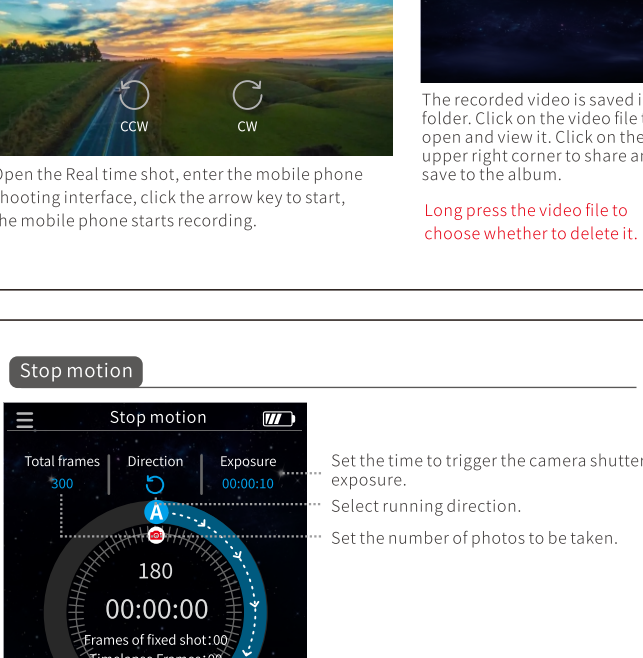 CCW
CW
Open the Real time shot, enter the mobile phone
shooting interface, click the arrow key to start,
the mobile phone starts recording.
The recorded video is saved
folder. Click on the video file
open and view it. Click on the
upper right corner to share
save to the album.
Long press the video file to
choose whether to delete it.
Stop motion
Stop motion
Total frames
Direction
Exposure
300
00:00:10
A
180
00:00:00
Frames of fixed shot:00
Timelapse Frames:00
Set the time to trigger the camera shutter
exposure.
Select running direction.
Set the number of photos to be taken.